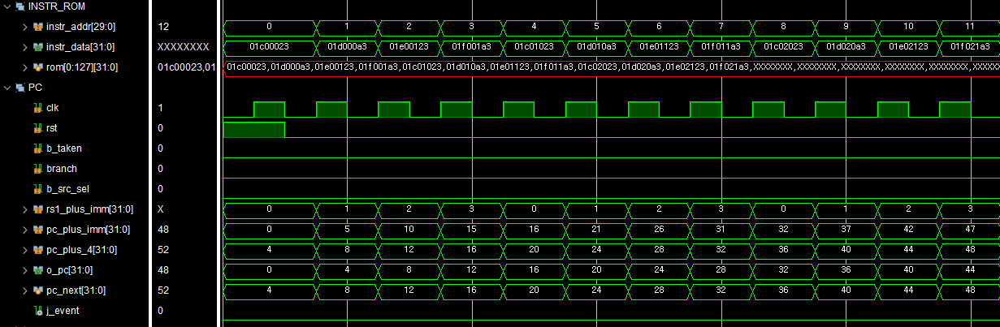 INSTR_ROM
instr_addr[29:0] 12 0 1 2 3 4 5 6 7 8 9 10 11
instr_data[31:0] XXXXXXXX 01c00023 01d000a3 01e00123 01f001a3 01c01023 01d010a3 01e01123 01f011a3 01c02023 01d020a3 01e02123 01f021a3
rom[0:127][31:0] 01c00023,01 01c00023,01d000a3,01e00123,01f001a3,01c01023,01d010a3,01e01123,01f011a3,01c02023,01d020a3,01e02123,01f021a3,XXXXXXXX,XXXXXXXX,XXXXXXXX,XXXXXXXX,XXXXXXXX,XXXXXXXX
PC
clk 1
rst 0
b_taken 0
branch 0
b_src_sel 0
rs1_plus_imm[31:0] X 0 1 2 3 0 1 2 3 0 1 2 3
pc_plus_imm[31:0] 48 0 5 10 15 16 21 26 31 32 37 42 47
pc_plus_4[31:0] 52 4 8 12 16 20 24 28 32 36 40 44 48
o_pc[31:0] 48 0 4 8 12 16 20 24 28 32 36 40 44
pc_next[31:0] 52 4 8 12 16 20 24 28 32 36 40 44 48
j_event 0